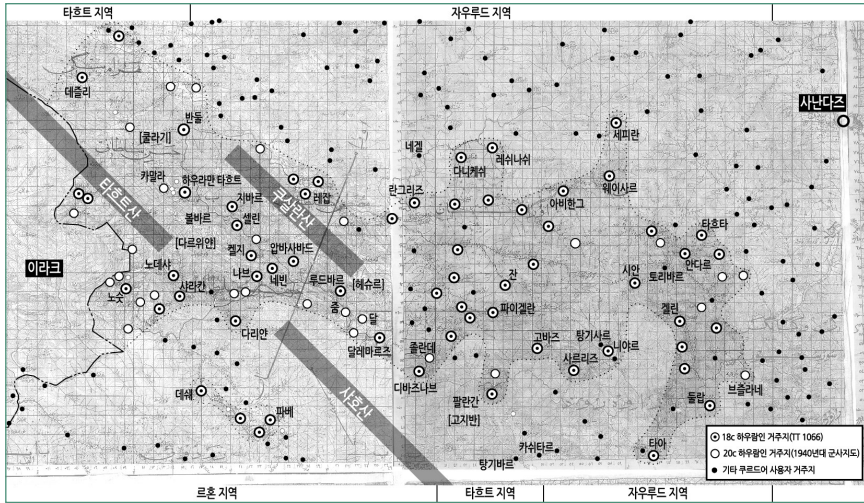 타흐트 지역
자우루드 지역
데즐리
반돌
[쿨라기]
카말라
하우라만 타흐트
타흐트산
쿠살란산
지바르
볼바르
셀린
레잡
[다르위얀]
켈지
압바사바드
이라크
노데샤
나브
네빈
루드바르
[헤슈르]
노숫
샤라칸
줌
달
다리얀
달레마르즈
데쉐
파베
샤호산
네겔
란그리즈
다니케쉬
레쉬나쉬
세피란
웨이사르
아비한그
사난다즈
타흐타
안다르
토리바르
시안
잔
파이겔란
겔린
졸란데
고바즈
탕기사르
니야르
사르리즈
디바즈나브
팔란간
[고지반]
브즐라네
둘랍
타아
카쉬타르
탕기바르
18c 하우람인 거주지(TT 1066)
20c 하우람인 거주지(1940년대 군사지도)
기타 쿠르드어 사용자 거주지
르혼 지역
타흐트 지역
자우루드 지역